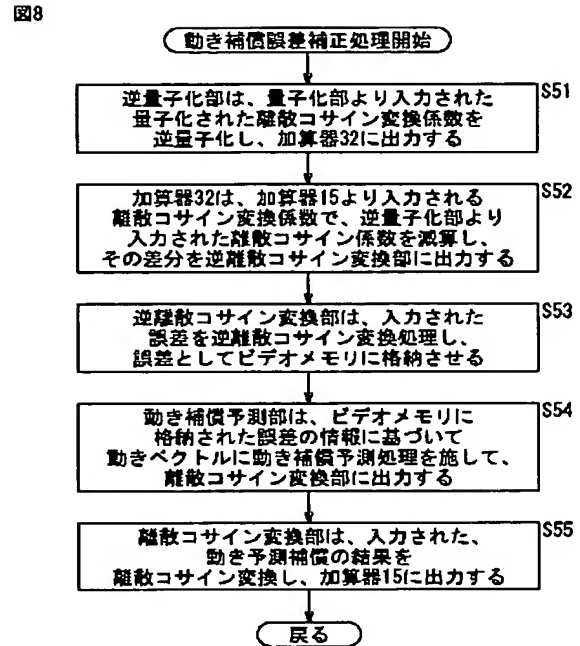 図8
動き補償誤差補正処理開始
S51
逆量子化部は、量子化部より入力された
量子化された離散コサイン変換係数を
逆量子化し、加算器32に出力する
S52
加算器32は、加算器15より入力される
離散コサイン変換係数で、逆量子化部より
入力された離散コサイン係数を減算し、
その差分を逆離散コサイン変換部に出力する
S53
逆離散コサイン変換部は、入力された
誤差を逆離散コサイン変換処理し、
誤差としてビデオメモリに格納させる
S54
動き補償予測部は、ビデオメモリに
格納された誤差の情報に基づいて
動きベクトルに動き補償予測処理を施して、
離散コサイン変換部に出力する
S55
離散コサイン変換部は、入力された、
動き予測補償の結果を
離散コサイン変換し、加算器15に出力する
戻る